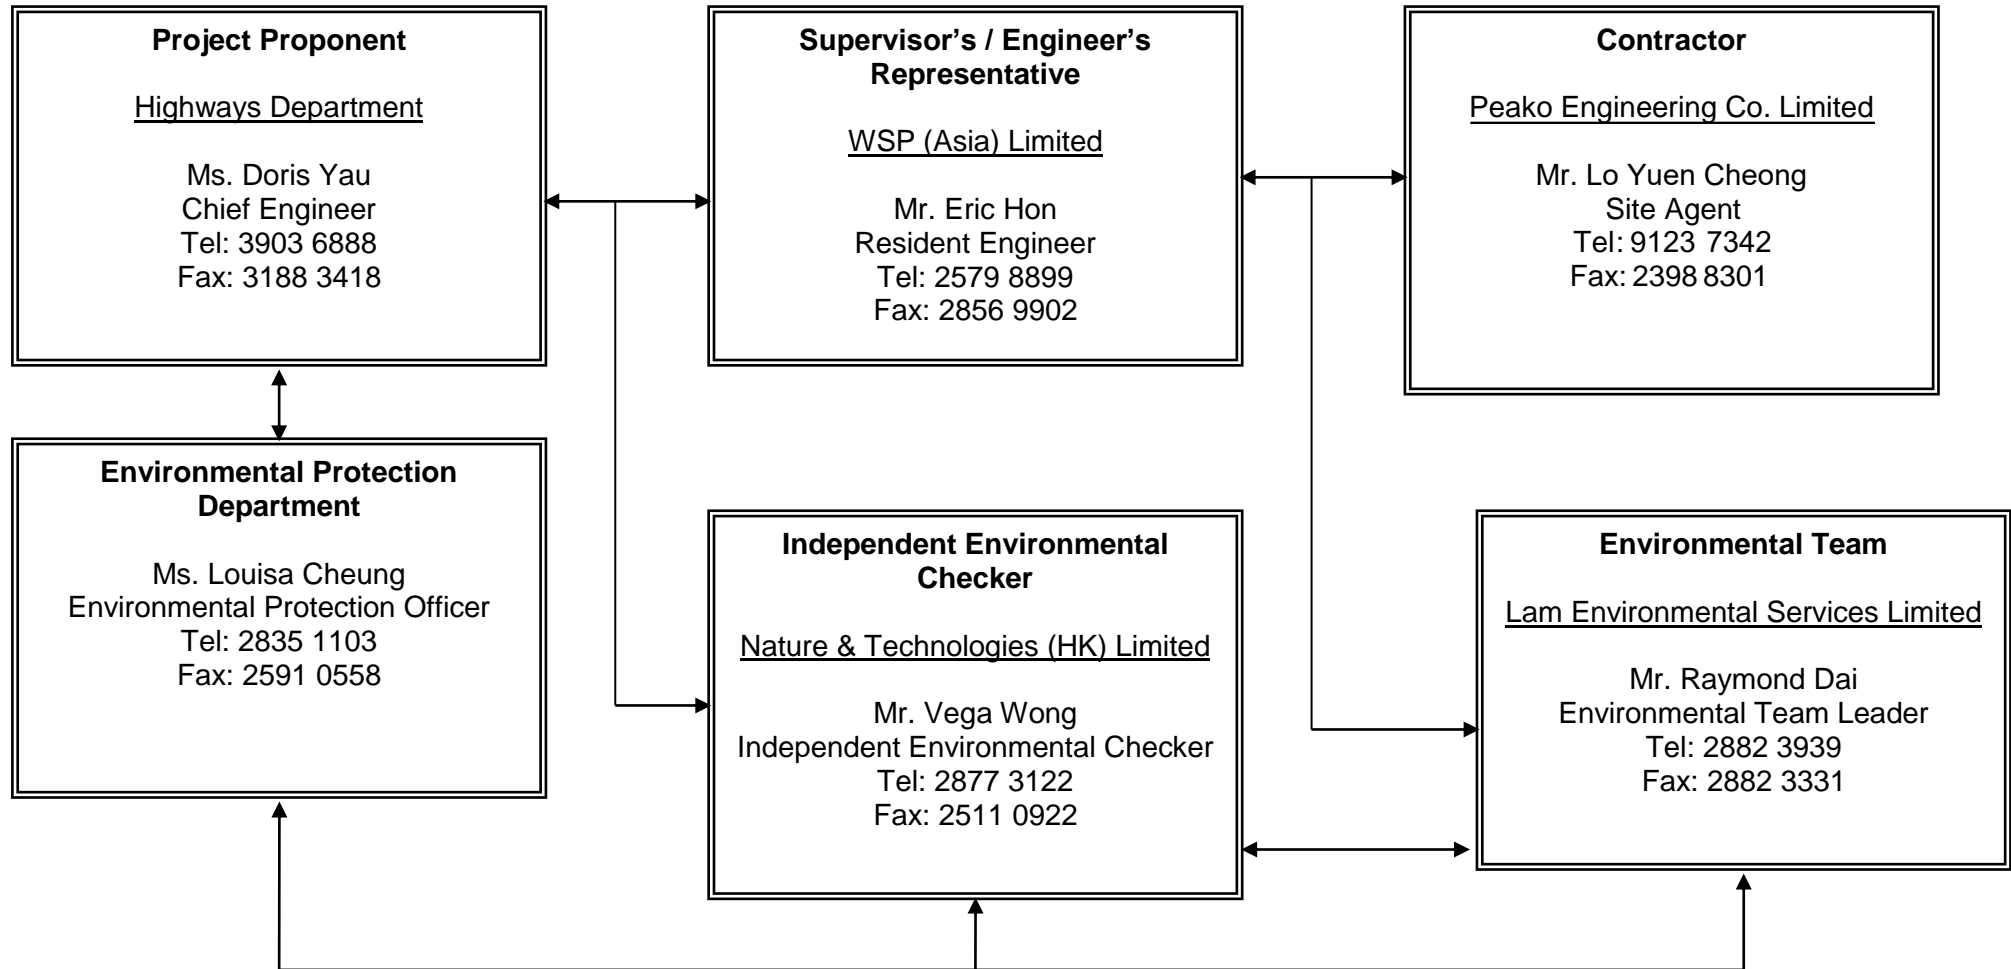 Project Proponent
Highways Department
Ms. Doris Yau
Chief Engineer
Tel: 3903 6888
Fax: 3188 3418
Supervisor’s / Engineer’s
Representative
WSP (Asia) Limited
Mr. Eric Hon
Resident Engineer
Tel: 2579 8899
Fax: 2856 9902
Contractor
Peako Engineering Co. Limited
Mr. Lo Yuen Cheong
Site Agent
Tel: 9123 7342
Fax: 2398 8301
Environmental Protection
Department
Ms. Louisa Cheung
Environmental Protection Officer
Tel: 2835 1103
Fax: 2591 0558
Independent Environmental
Checker
Nature & Technologies (HK) Limited
Mr. Vega Wong
Independent Environmental Checker
Tel: 2877 3122
Fax: 2511 0922
Environmental Team
Lam Environmental Services Limited
Mr. Raymond Dai
Environmental Team Leader
Tel: 2882 3939
Fax: 2882 3331